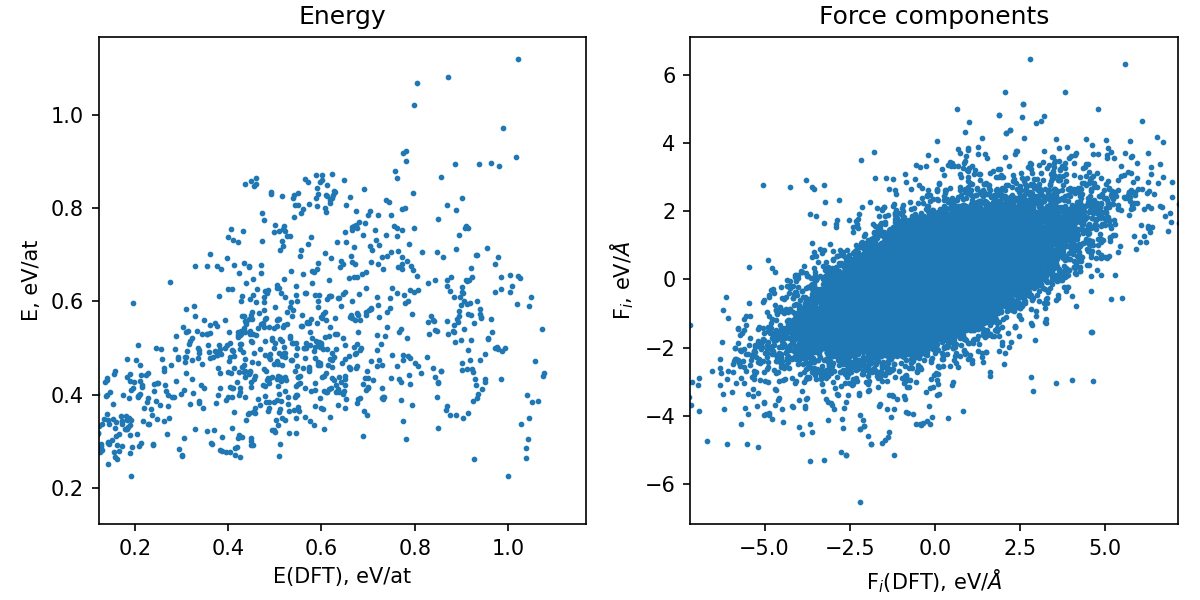 Energy
E, eV/at
1.0
0.8
0.6
0.4
0.2
0.2 0.4 0.6 0.8 1.0
E(DFT), eV/at
Force components
Fᵢ, eV/Å
6
4
2
0
−2
−4
−6
−5.0 −2.5 0.0 2.5 5.0
Fᵢ(DFT), eV/Å